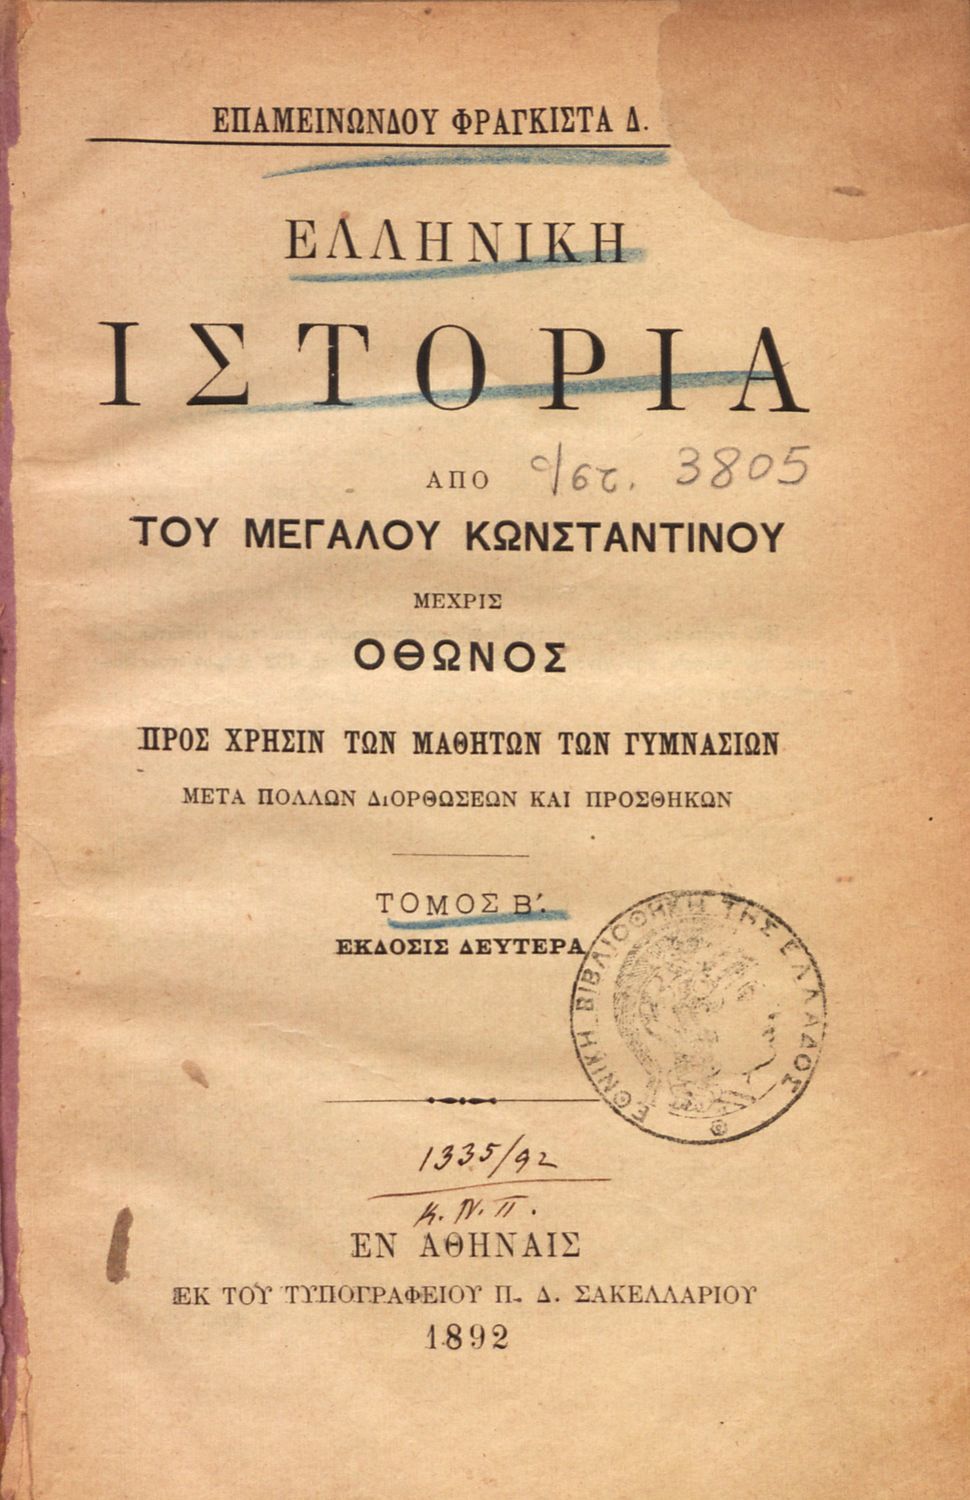 ΕΠΑΜΕΙΝΩΝΔΟΥ ΦΡΑΓΚΙΣΤΑ Δ.
ΕΛΛΗΝΙΚΗ
ΙΣΤΟΡΙΑ
ΑΠΟ
3805
ΤΟΥ ΜΕΓΑΛΟΥ ΚΩΝΣΤΑΝΤΙΝΟΥ
ΜΕΧΡΙΣ
ΟΘΩΝΟΣ
ΠΡΟΣ ΧΡΗΣΙΝ ΤΩΝ ΜΑΘΗΤΩΝ ΤΩΝ ΓΥΜΝΑΣΙΩΝ
ΜΕΤΑ ΠΟΛΛΩΝ ΔιΟΡΘΩΣΕΩΝ ΚΑΙ ΠΡΟΣΘΗΚΩΝ
ΤΟΜΟΣ Β΄.
ΕΚΔΟΣΙΣ ΔΕΥΤΕΡΑ
ΕΘΝΙΚΗ ΒΙΒΛΙΟΘΗΚΗ ΤΗΣ ΕΛΛΑΔΟΣ
1335/92
Κ. Ν. Π.
ΕΝ ΑΘΗΝΑΙΣ
ΕΚ ΤΟΥ ΤΥΠΟΓΡΑΦΕΙΟΥ Π. Δ. ΣΑΚΕΛΛΑΡΙΟΥ
1892